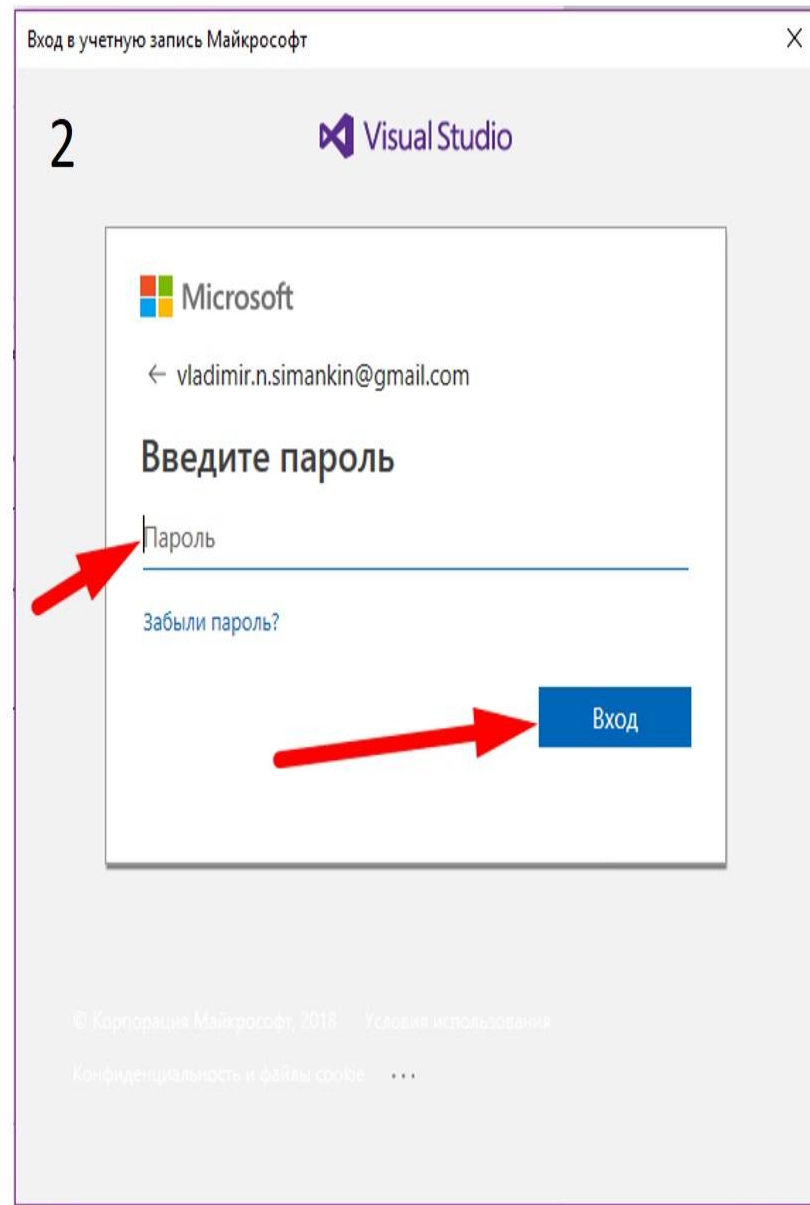 Вход в учетную запись Майкрософт
2
Visual Studio
Microsoft
← vladimir.n.simankin@gmail.com
Введите пароль
Пароль
Забыли пароль?
Вход
© Корпорация Майкрософт, 2018 Условия использования
Конфиденциальность и файлы cookie ...